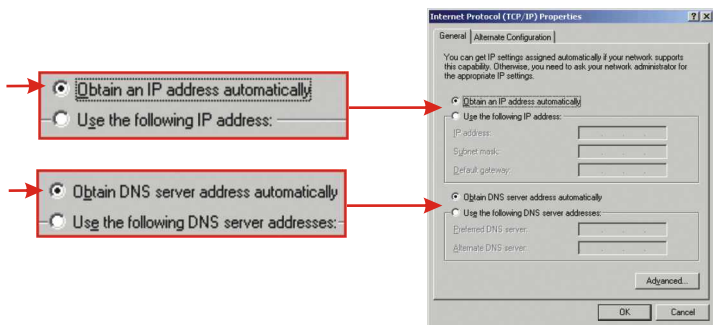 Obtain an IP address automatically
Use the following IP address:
Obtain DNS server address automatically
Use the following DNS server addresses:
Internet Protocol (TCP/IP) Properties
General
Alternate Configuration
You can get IP settings assigned automatically if your network supports
this capability. Otherwise, you need to ask your network administrator for
the appropriate IP settings.
Obtain an IP address automatically
Use the following IP address:
IP address:
Subnet mask:
Default gateway:
Obtain DNS server address automatically
Use the following DNS server addresses:
Preferred DNS server:
Alternate DNS server:
Advanced...
OK Cancel